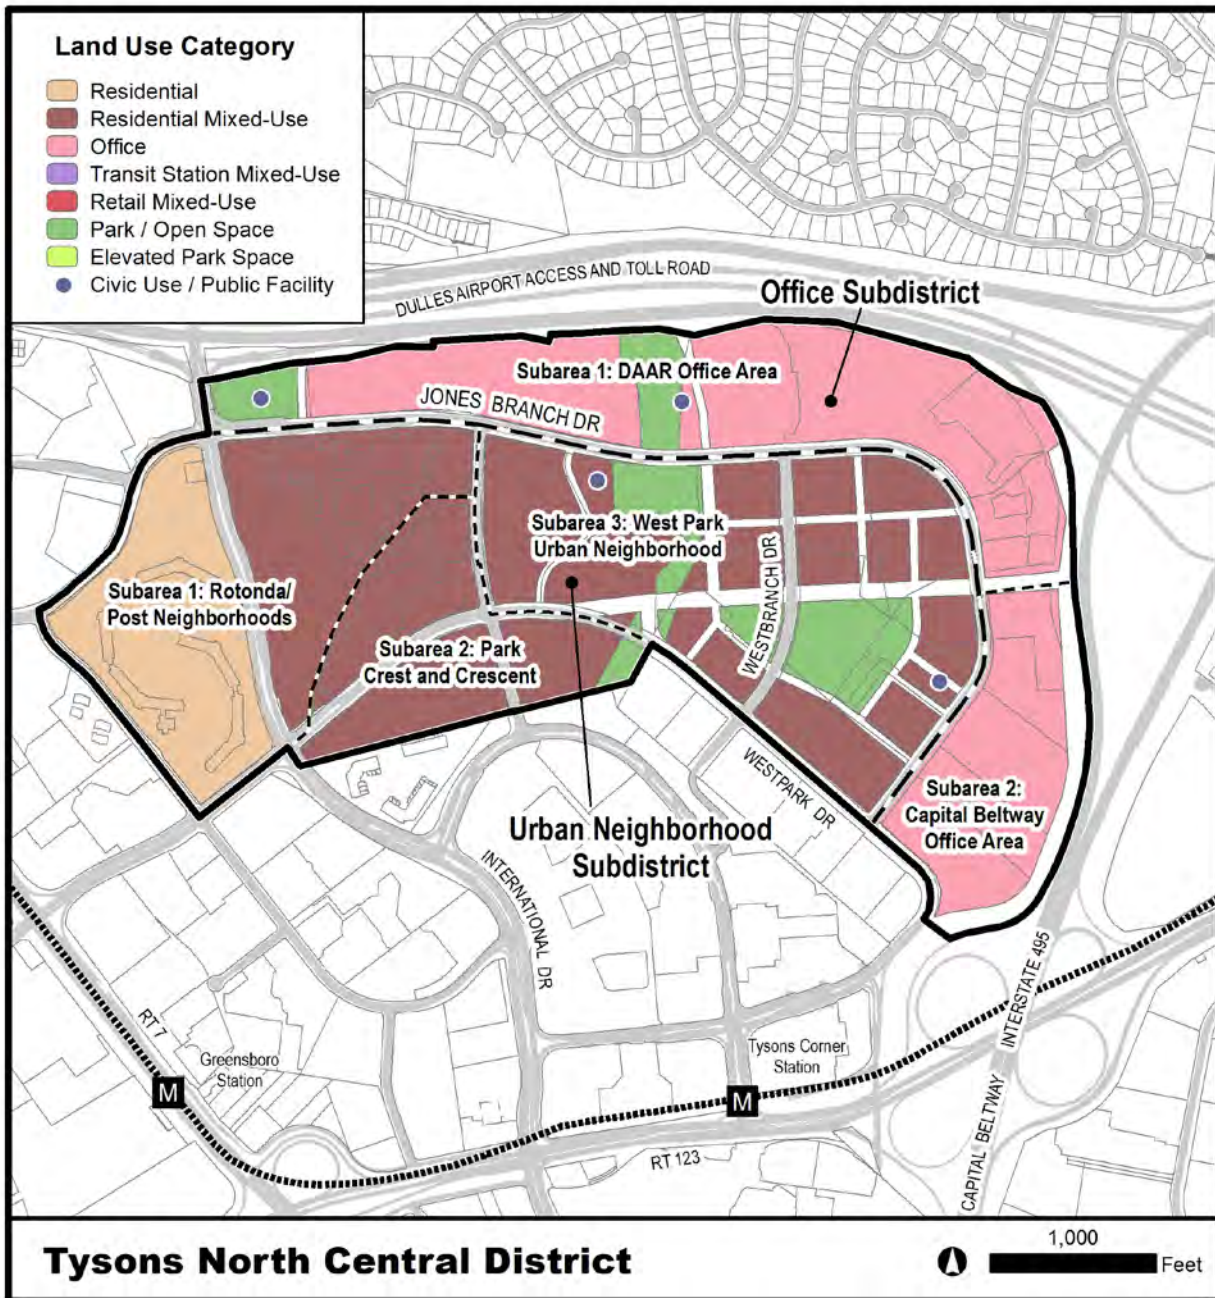 Land Use Category
Residential
Residential Mixed-Use
Office
Transit Station Mixed-Use
Retail Mixed-Use
Park / Open Space
Elevated Park Space
Civic Use / Public Facility
DULLES AIRPORT ACCESS AND TOLL ROAD
Office Subdistrict
Subarea 1: DAAR Office Area
JONES BRANCH DR
Subarea 3: West Park
Urban Neighborhood
Subarea 1: Rotonda/
Post Neighborhoods
WESTBRANCH DR
Subarea 2: Park
Crest and Crescent
WESTPARK DR
Subarea 2:
Capital Beltway
Office Area
Urban Neighborhood
Subdistrict
INTERNATIONAL DR
RT 7
Greensboro
Station
M
Tysons Corner
Station
M
RT 123
CAPITAL BELTWAY INTERSTATE 495
Tysons North Central District
1,000
Feet